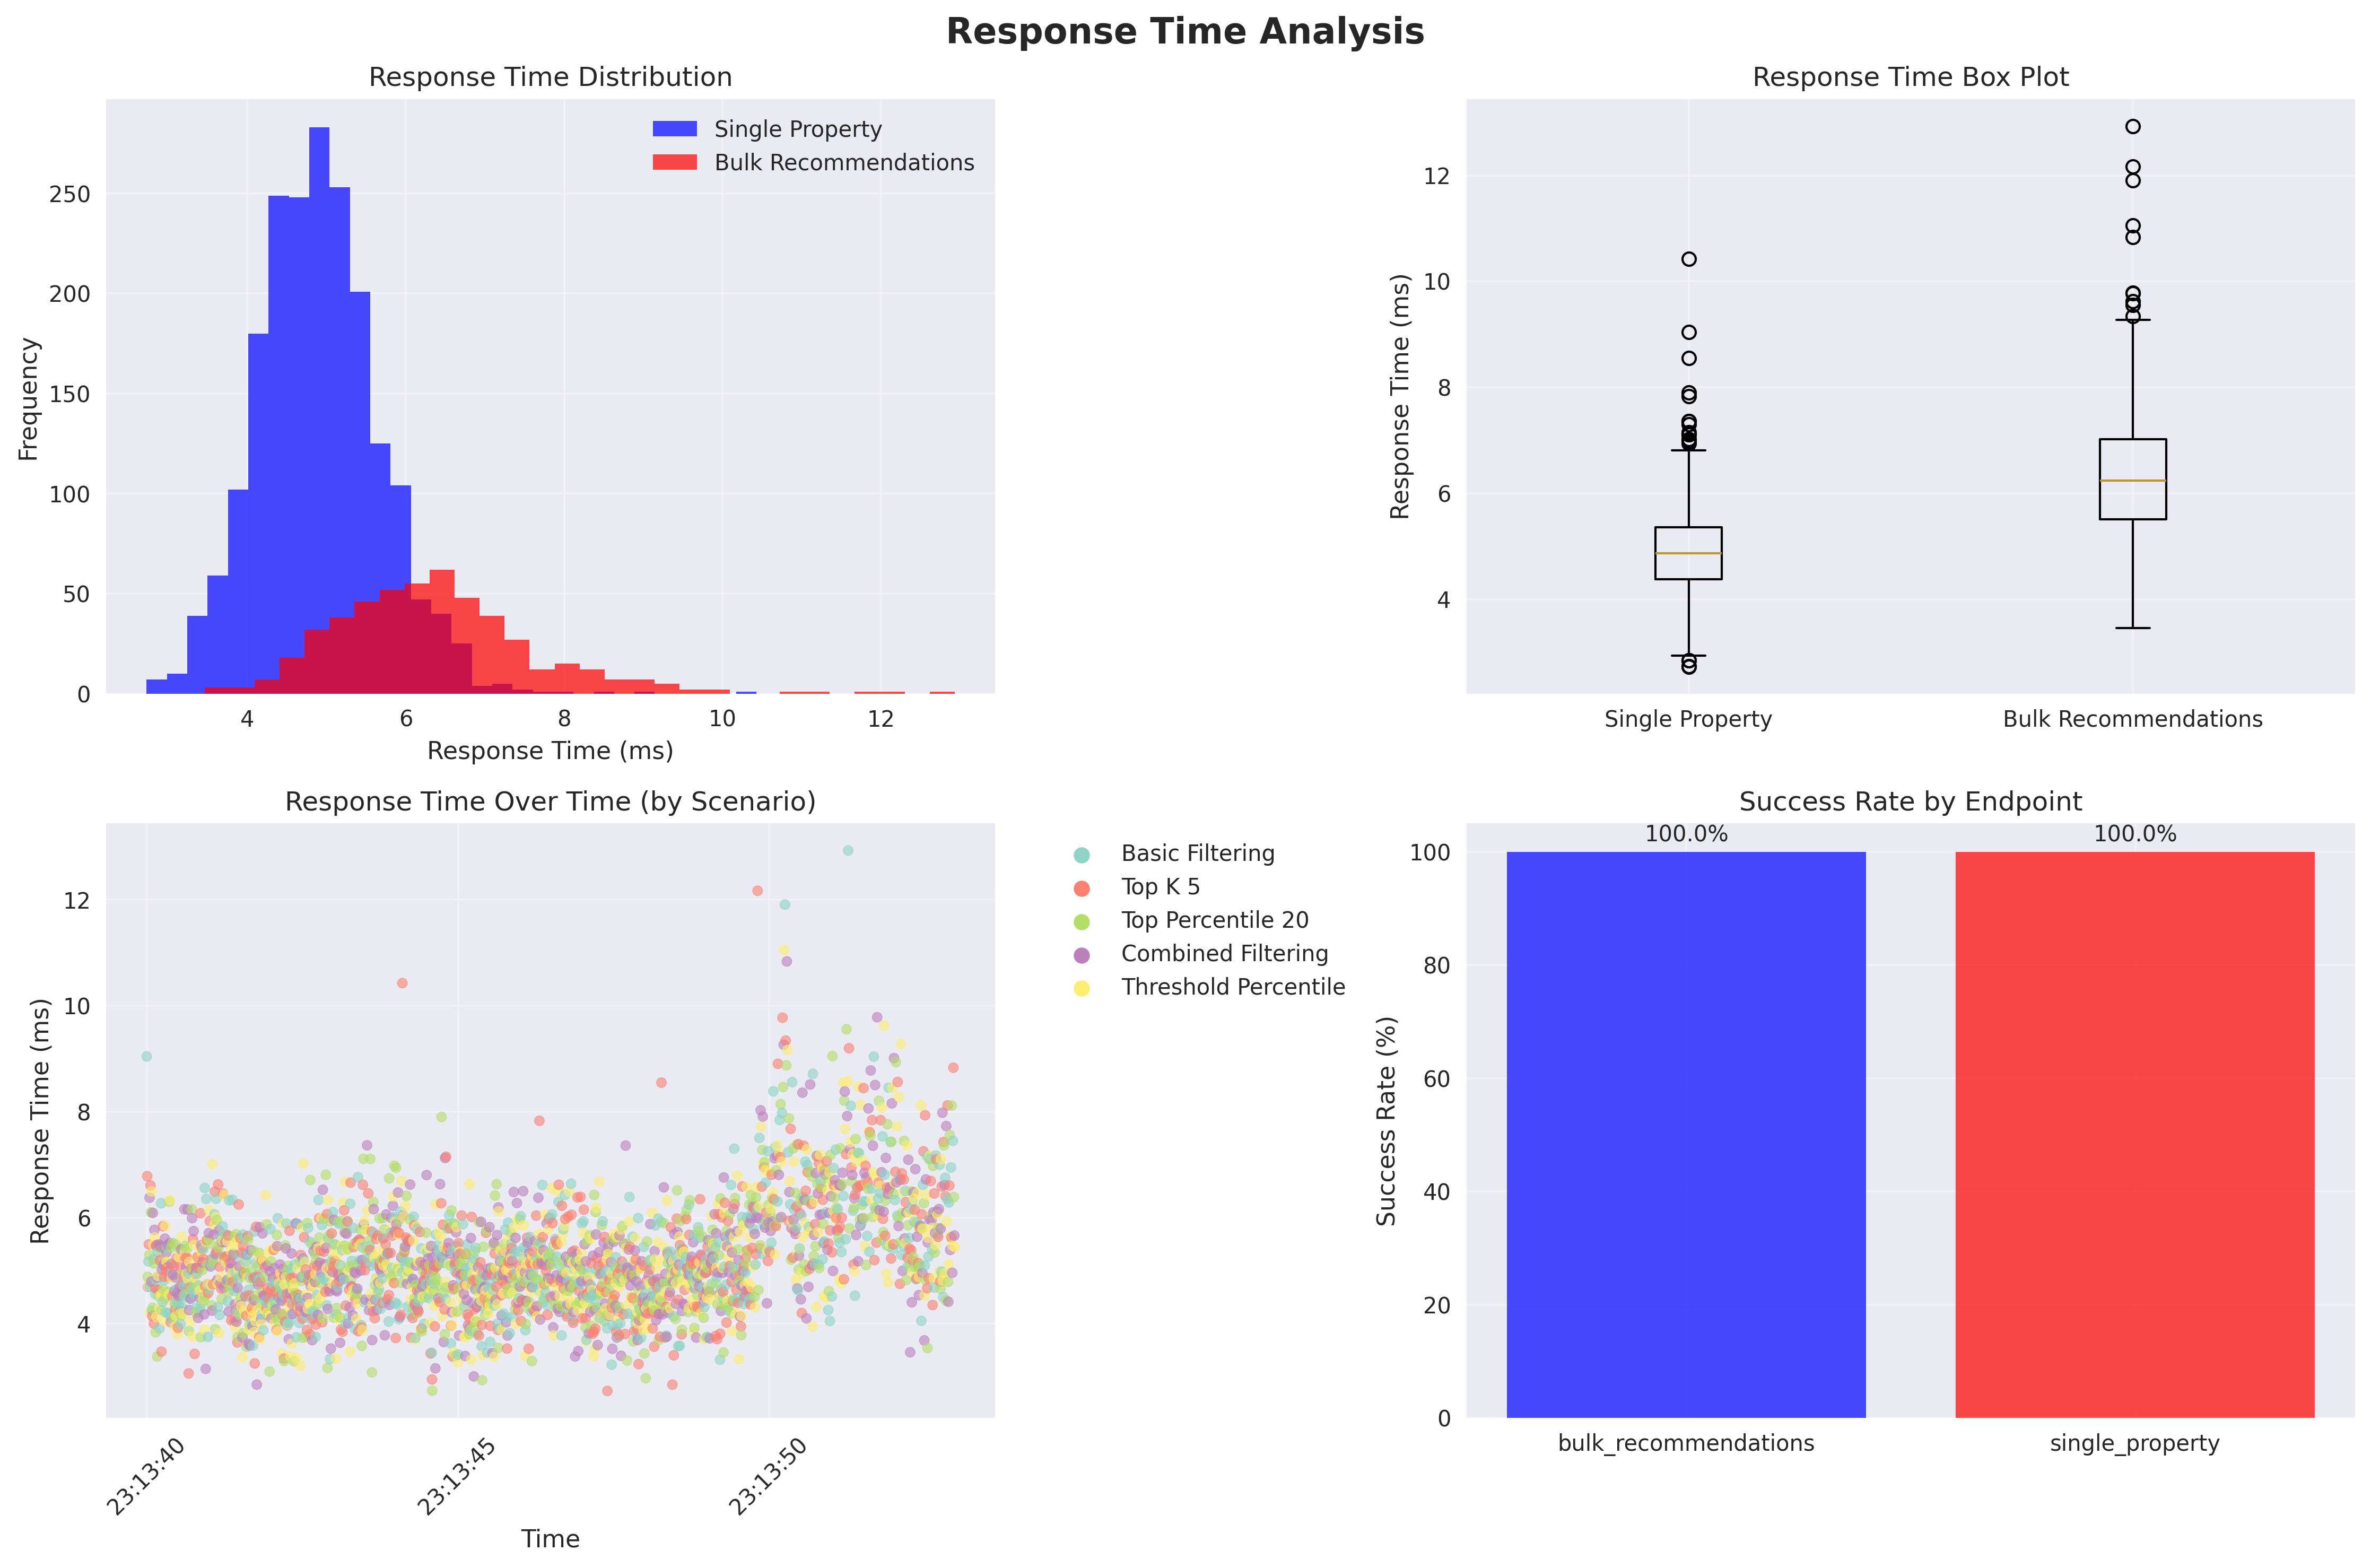 Response Time Analysis
Response Time Distribution
Single Property
Bulk Recommendations
Frequency
250
200
150
100
50
0
4
6
8
10
12
Response Time (ms)
Response Time Box Plot
Response Time (ms)
12
10
8
6
4
Single Property
Bulk Recommendations
Response Time Over Time (by Scenario)
Response Time (ms)
12
10
8
6
4
23:13:40
23:13:45
23:13:50
Time
Basic Filtering
Top K 5
Top Percentile 20
Combined Filtering
Threshold Percentile
Success Rate by Endpoint
100.0%
100.0%
Success Rate (%)
100
80
60
40
20
0
bulk_recommendations
single_property